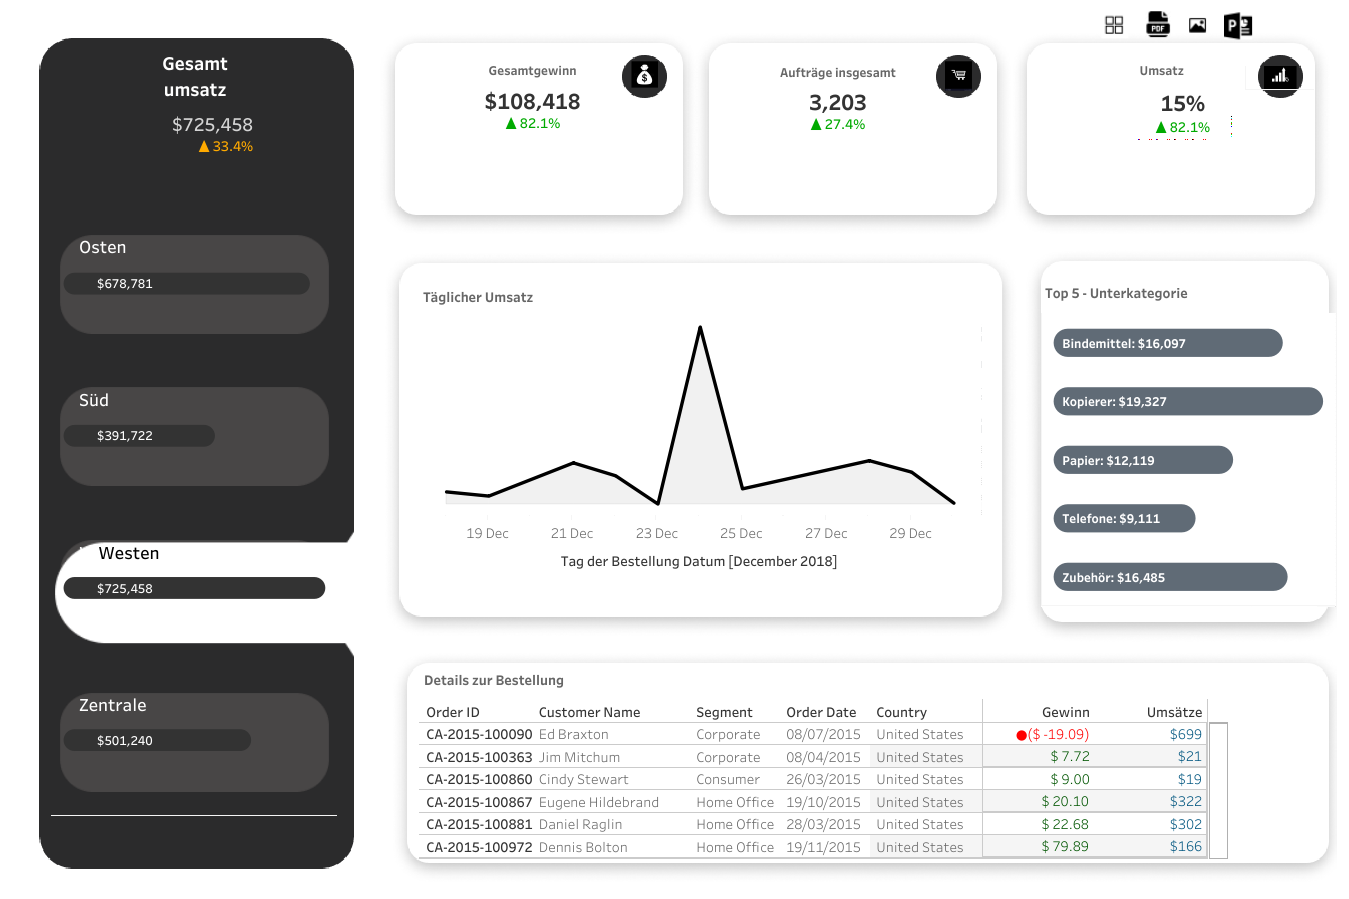 PDF
P
Gesamt
umsatz
$725,458
▲33.4%
Osten
$678,781
Süd
$391,722
Westen
$725,458
Zentrale
$501,240
Gesamtgewinn
$108,418
▲82.1%
Aufträge insgesamt
3,203
▲27.4%
Umsatz
15%
▲82.1%
Täglicher Umsatz
19 Dec 21 Dec 23 Dec 25 Dec 27 Dec 29 Dec
Tag der Bestellung Datum [December 2018]
Top 5 - Unterkategorie
Bindemittel: $16,097
Kopierer: $19,327
Papier: $12,119
Telefone: $9,111
Zubehör: $16,485
Details zur Bestellung
Order ID Customer Name Segment Order Date Country Gewinn Umsätze
CA-2015-100090 Ed Braxton Corporate 08/07/2015 United States ●($ -19.09) $699
CA-2015-100363 Jim Mitchum Corporate 08/04/2015 United States $ 7.72 $21
CA-2015-100860 Cindy Stewart Consumer 26/03/2015 United States $ 9.00 $19
CA-2015-100867 Eugene Hildebrand Home Office 19/10/2015 United States $ 20.10 $322
CA-2015-100881 Daniel Raglin Home Office 28/03/2015 United States $ 22.68 $302
CA-2015-100972 Dennis Bolton Home Office 19/11/2015 United States $ 79.89 $166